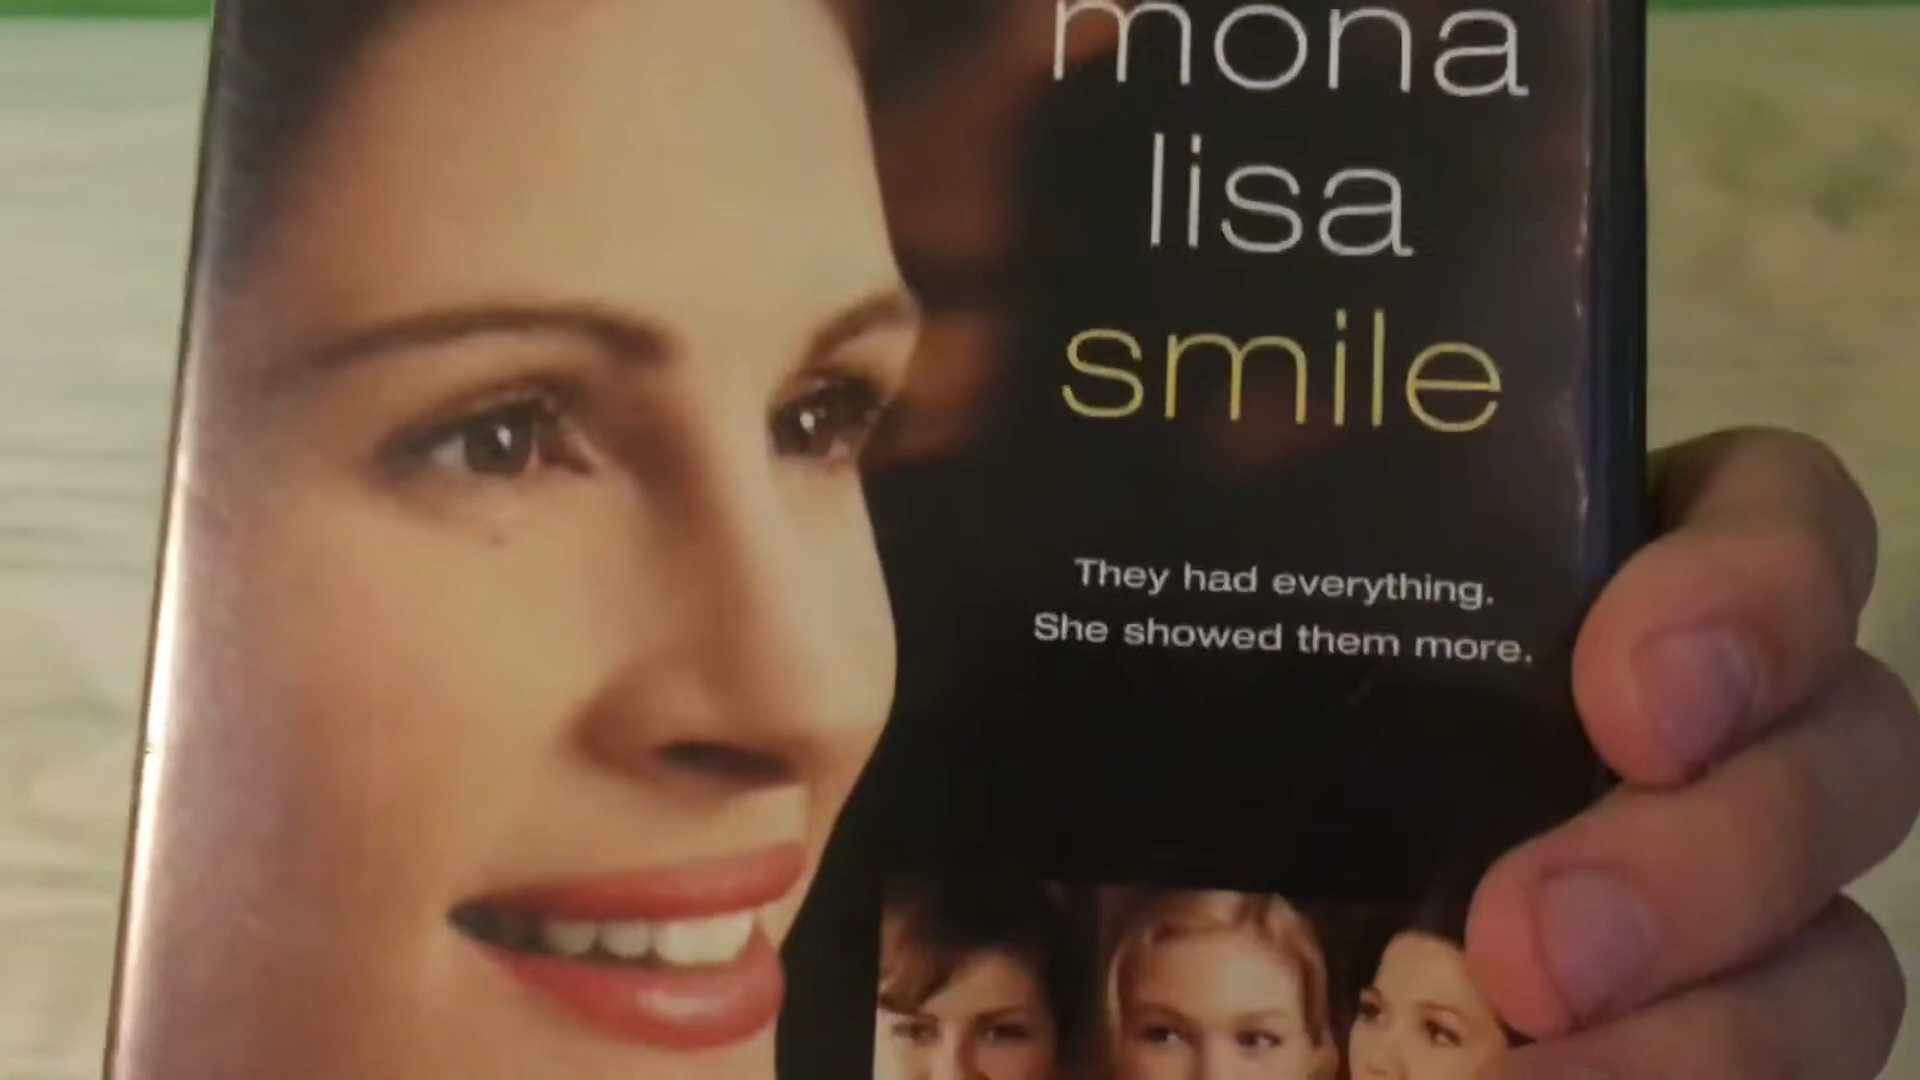 mona
lisa
smile
They had everything.
She showed them more.